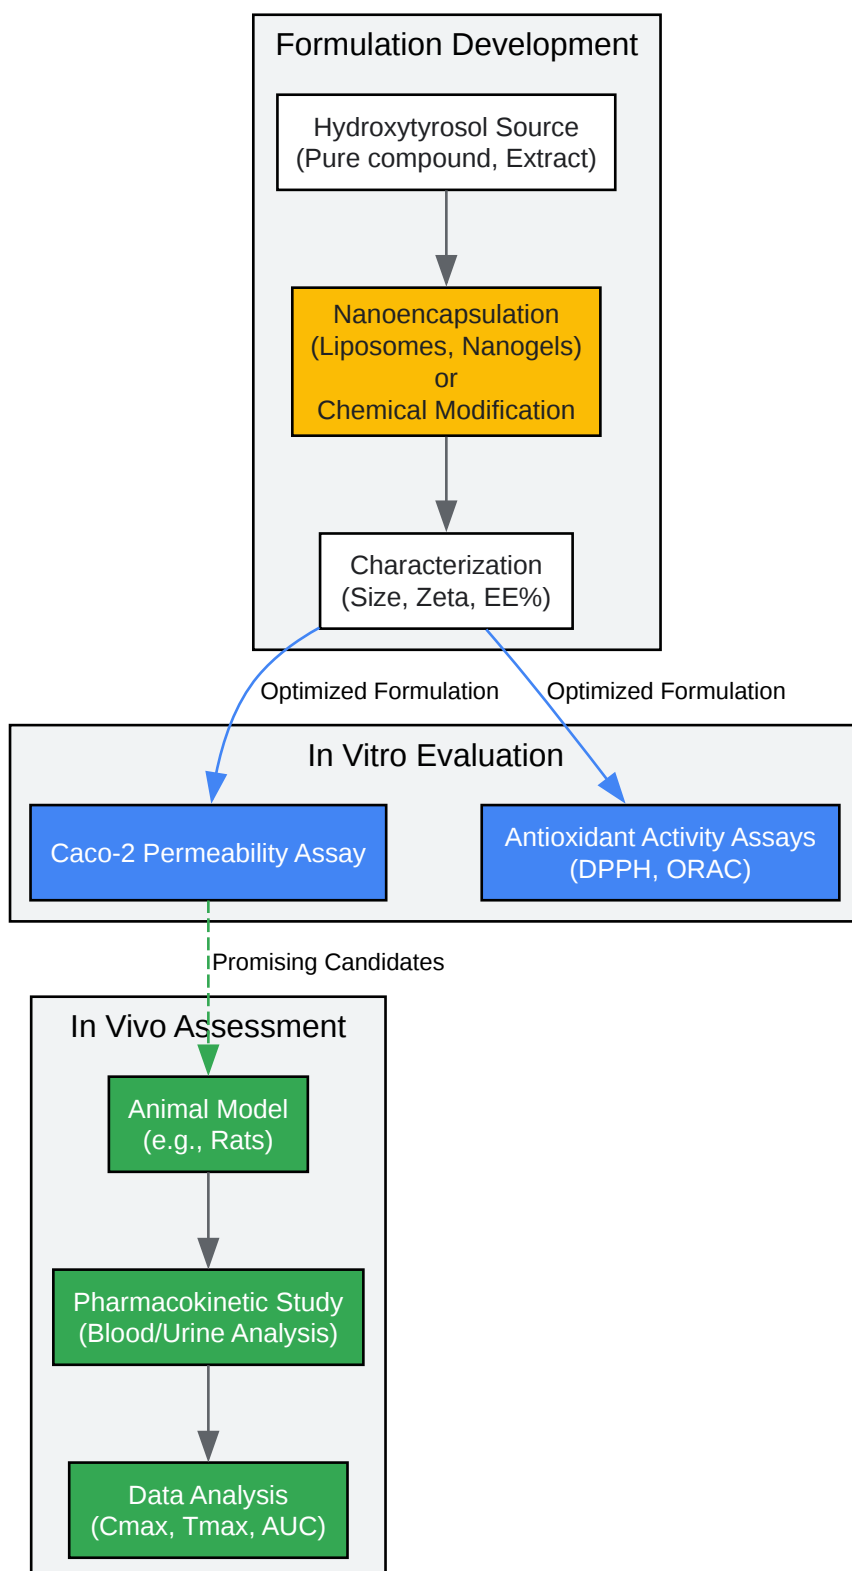 Formulation Development
Hydroxytyrosol Source
(Pure compound, Extract)
Nanoencapsulation
(Liposomes, Nanogels)
or
Chemical Modification
Characterization
(Size, Zeta, EE%)
Optimized Formulation
Optimized Formulation
In Vitro Evaluation
Caco-2 Permeability Assay
Antioxidant Activity Assays
(DPPH, ORAC)
Promising Candidates
In Vivo Assessment
Animal Model
(e.g., Rats)
Pharmacokinetic Study
(Blood/Urine Analysis)
Data Analysis
(Cmax, Tmax, AUC)